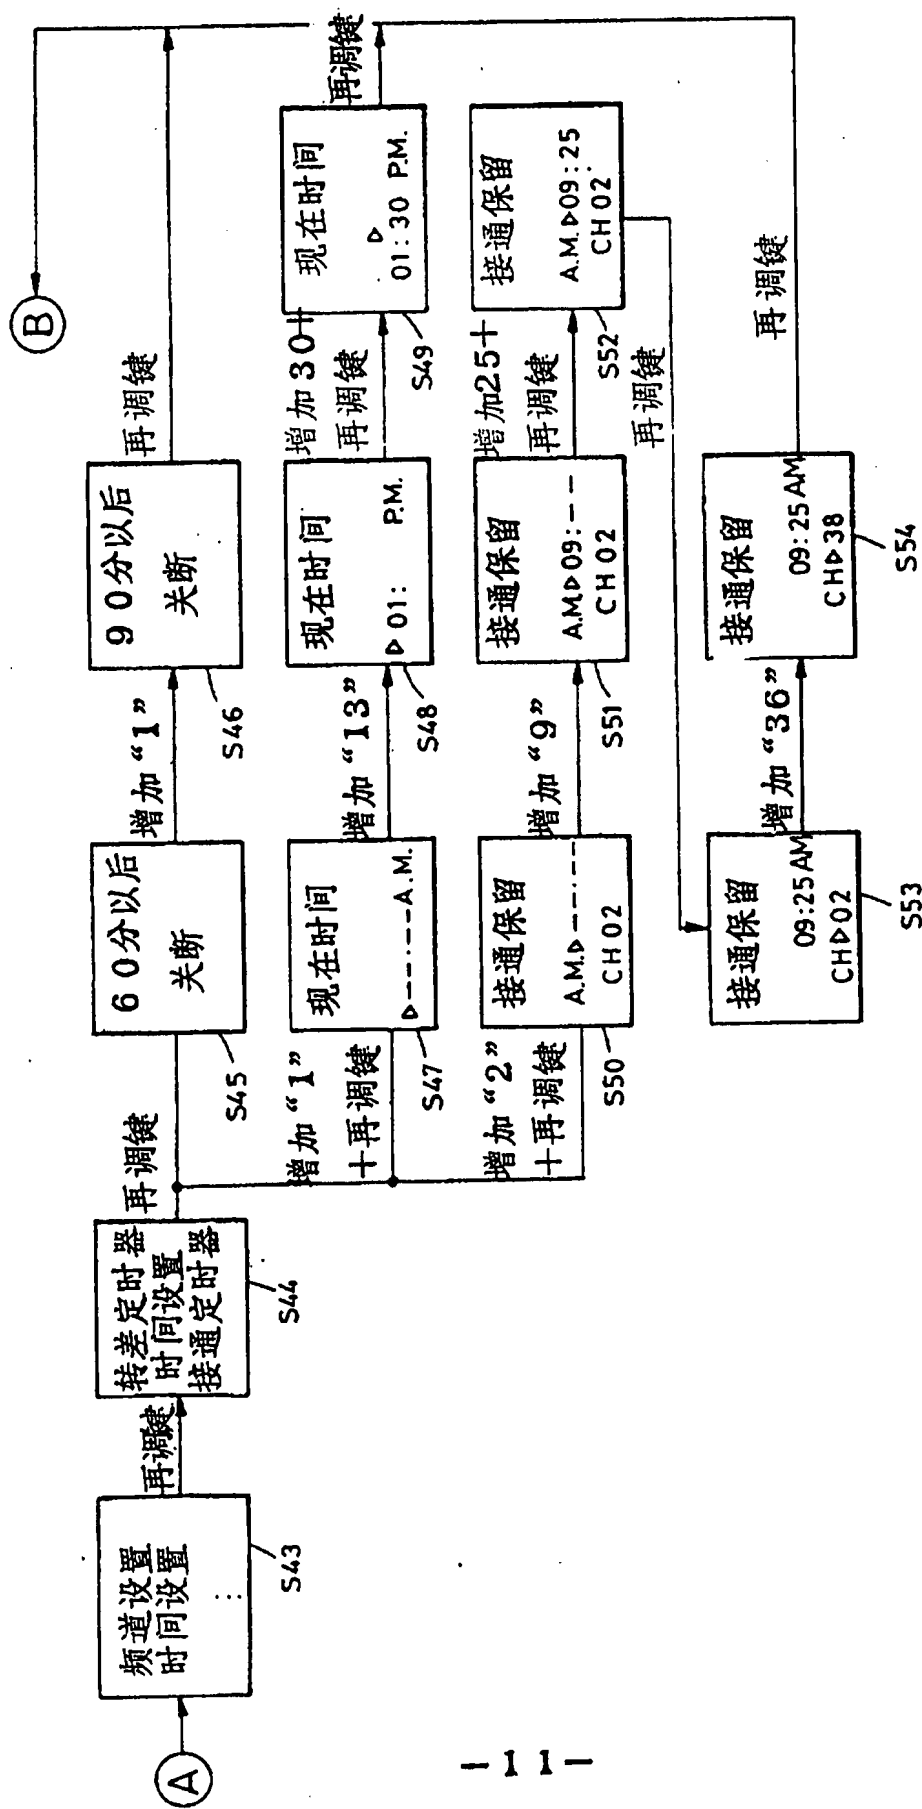 A
频道设置
时间设置
⋮
S43
再调键
转差定时器
时间设置
接通定时器
S44
再调键
60分以后
关断
S45
增加“1”
90分以后
关断
S46
再调键
B
增加“1”
+再调键
现在时间
▷--:--A.M.
S47
增加“13”
现在时间
▷01: P.M.
S48
增加30+
再调键
现在时间
▷
01:30 P.M.
S49
再调键
增加“2”
+再调键
接通保留
A.M.▷--:--
CH 02
S50
增加“9”
接通保留
A.M▷09:--
CH 02
S51
增加25+
再调键
接通保留
A.M.▷09:25
CH 02
S52
再调键
接通保留
09:25AM
CH▷02
S53
增加“36”
接通保留
09:25AM
CH▷38
S54
再调键
-11-